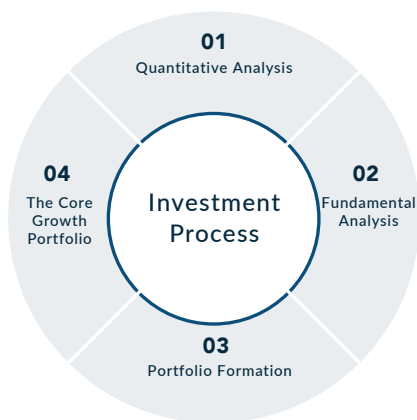 01
Quantitative Analysis
02
Fundamental
Analysis
03
Portfolio Formation
04
The Core
Growth
Portfolio
Investment
Process